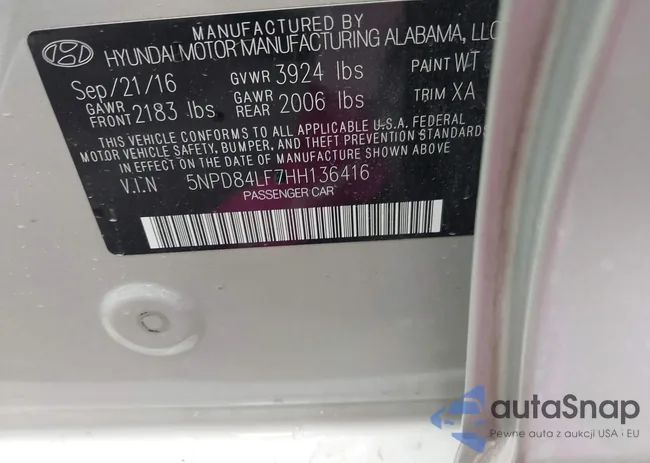 MANUFACTURED BY
HYUNDAI MOTOR MANUFACTURING ALABAMA, LLC
Sep/21/16 GVWR 3924 lbs PAINT WT
GAWR FRONT 2183 lbs GAWR REAR 2006 lbs TRIM XA
THIS VEHICLE CONFORMS TO ALL APPLICABLE U.S.A. FEDERAL
MOTOR VEHICLE SAFETY, BUMPER, AND THEFT PREVENTION STANDARDS
IN EFFECT ON THE DATE OF MANUFACTURE SHOWN ABOVE
V.I.N 5NPD84LF7HH136416
PASSENGER CAR
autaSnap
Pewne auta z aukcji USA i EU